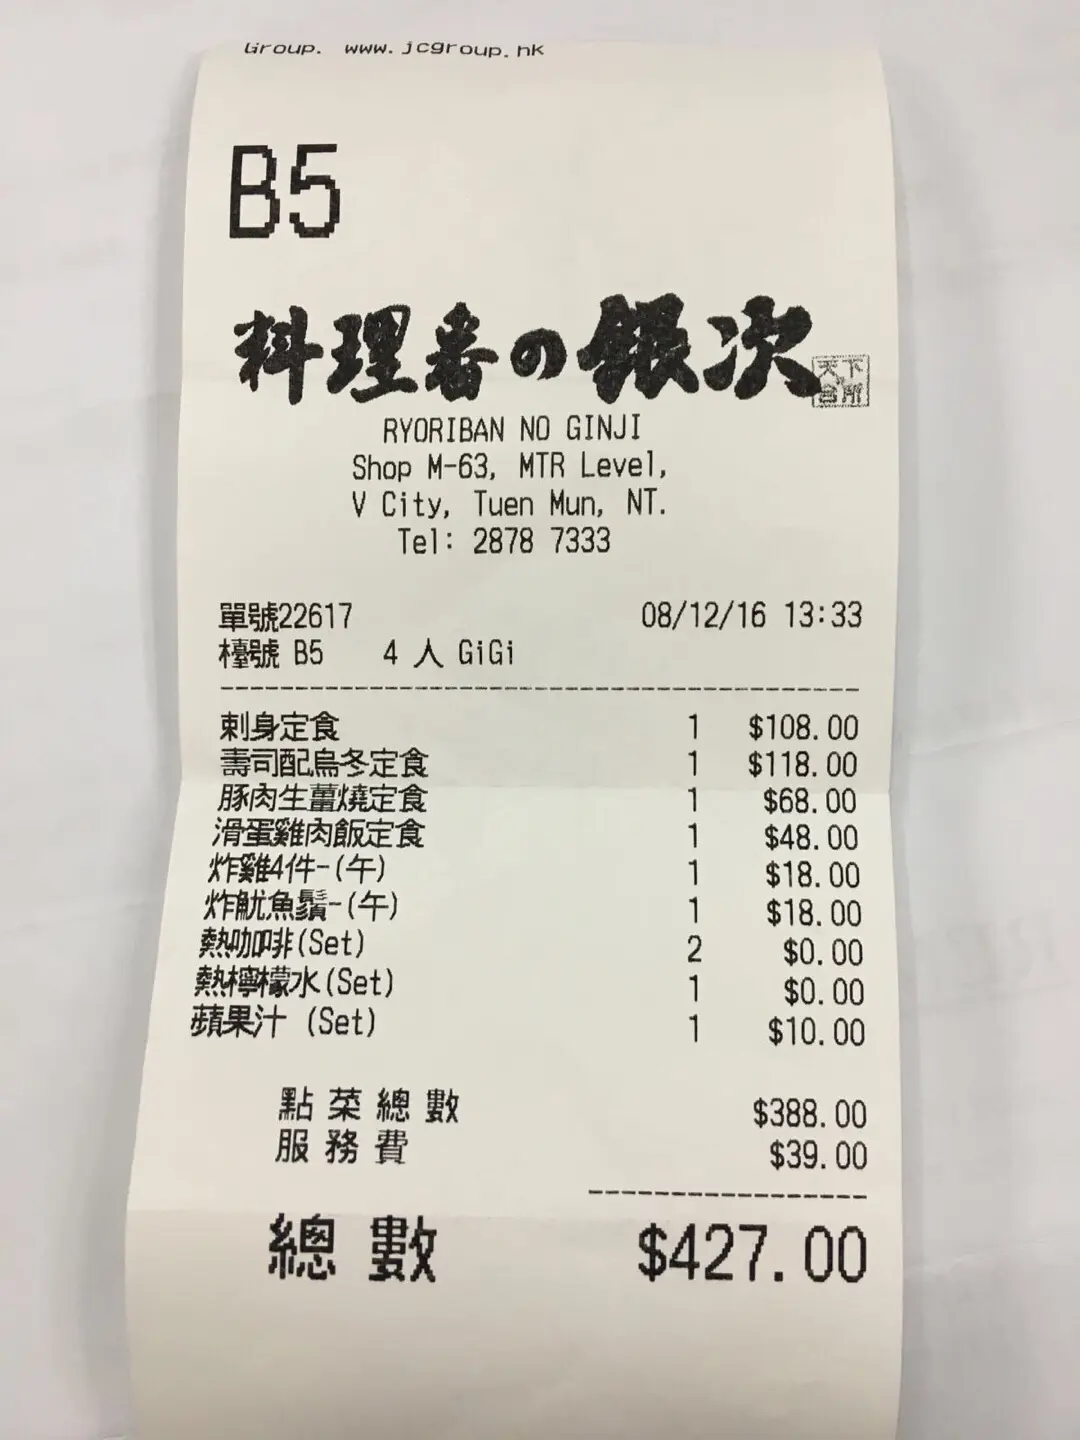 Group. www.jcgroup.hk
B5
料理番の銀次
天下一
RYORIBAN NO GINJI
Shop M-63, MTR Level,
V City, Tuen Mun, NT.
Tel: 2878 7333
單號22617 08/12/16 13:33
檯號 B5 4 人 GiGi
刺身定食 1 $108.00
壽司配烏冬定食 1 $118.00
豚肉生薑燒定食 1 $68.00
滑蛋雞肉飯定食 1 $48.00
炸雞4件-(午) 1 $18.00
炸魷魚鬚-(午) 1 $18.00
熱咖啡(Set) 2 $0.00
熱檸檬水(Set) 1 $0.00
蘋果汁 (Set) 1 $10.00
點菜總數 $388.00
服務費 $39.00
總數 $427.00